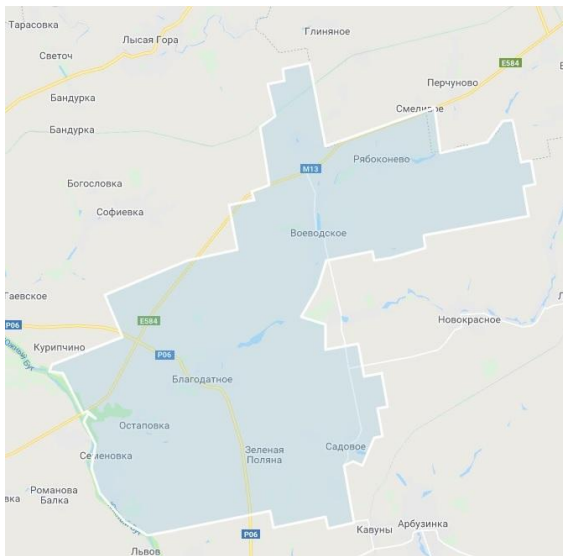 Тарасовка
Глиняное
Лысая Гора
Светоч
E584
Перчуново
Бандурка
Смеливое
Бандурка
Рябоконево
M13
Богословка
Софиевка
Воеводское
Гаевское
E584
Новокрасное
P06
Курипчино
P06
Благодатное
Остаповка
Зеленая
Поляна
Садовое
Семеновка
Романова
Балка
Кавуны
Арбузинка
P06
Львов